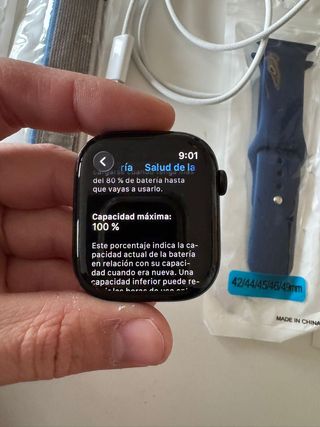 9:01
ría Salud de la
del 80 % de batería hasta
que vayas a usarlo.
Capacidad máxima:
100 %
Este porcentaje indica la ca-
pacidad actual de la batería
en relación con su capaci-
dad cuando era nueva. Una
capacidad inferior puede re-
42/44/45/46/49mm
MADE IN CHINA